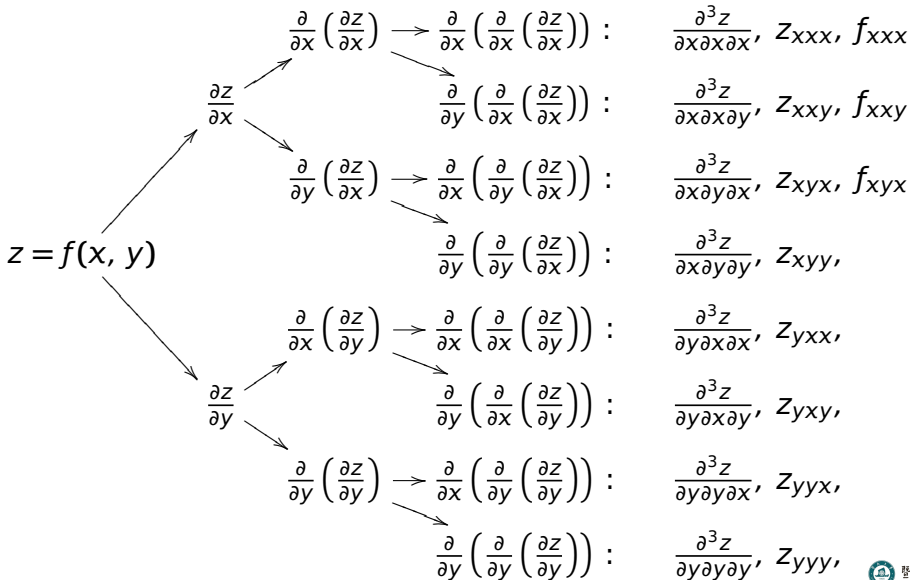 ∂/∂x (∂z/∂x) → ∂/∂x (∂/∂x (∂z/∂x)) : ∂³z/∂x∂x∂x, z_xxx, f_xxx
∂z/∂x
∂/∂y (∂/∂x (∂z/∂x)) : ∂³z/∂x∂x∂y, z_xxy, f_xxy
∂/∂y (∂z/∂x) → ∂/∂x (∂/∂y (∂z/∂x)) : ∂³z/∂x∂y∂x, z_xyx, f_xyx
z = f(x, y)
∂/∂y (∂/∂y (∂z/∂x)) : ∂³z/∂x∂y∂y, z_xyy,
∂/∂x (∂z/∂y) → ∂/∂x (∂/∂x (∂z/∂y)) : ∂³z/∂y∂x∂x, z_yxx,
∂z/∂y
∂/∂y (∂/∂x (∂z/∂y)) : ∂³z/∂y∂x∂y, z_yxy,
∂/∂y (∂z/∂y) → ∂/∂x (∂/∂y (∂z/∂y)) : ∂³z/∂y∂y∂x, z_yyx,
∂/∂y (∂/∂y (∂z/∂y)) : ∂³z/∂y∂y∂y, z_yyy,